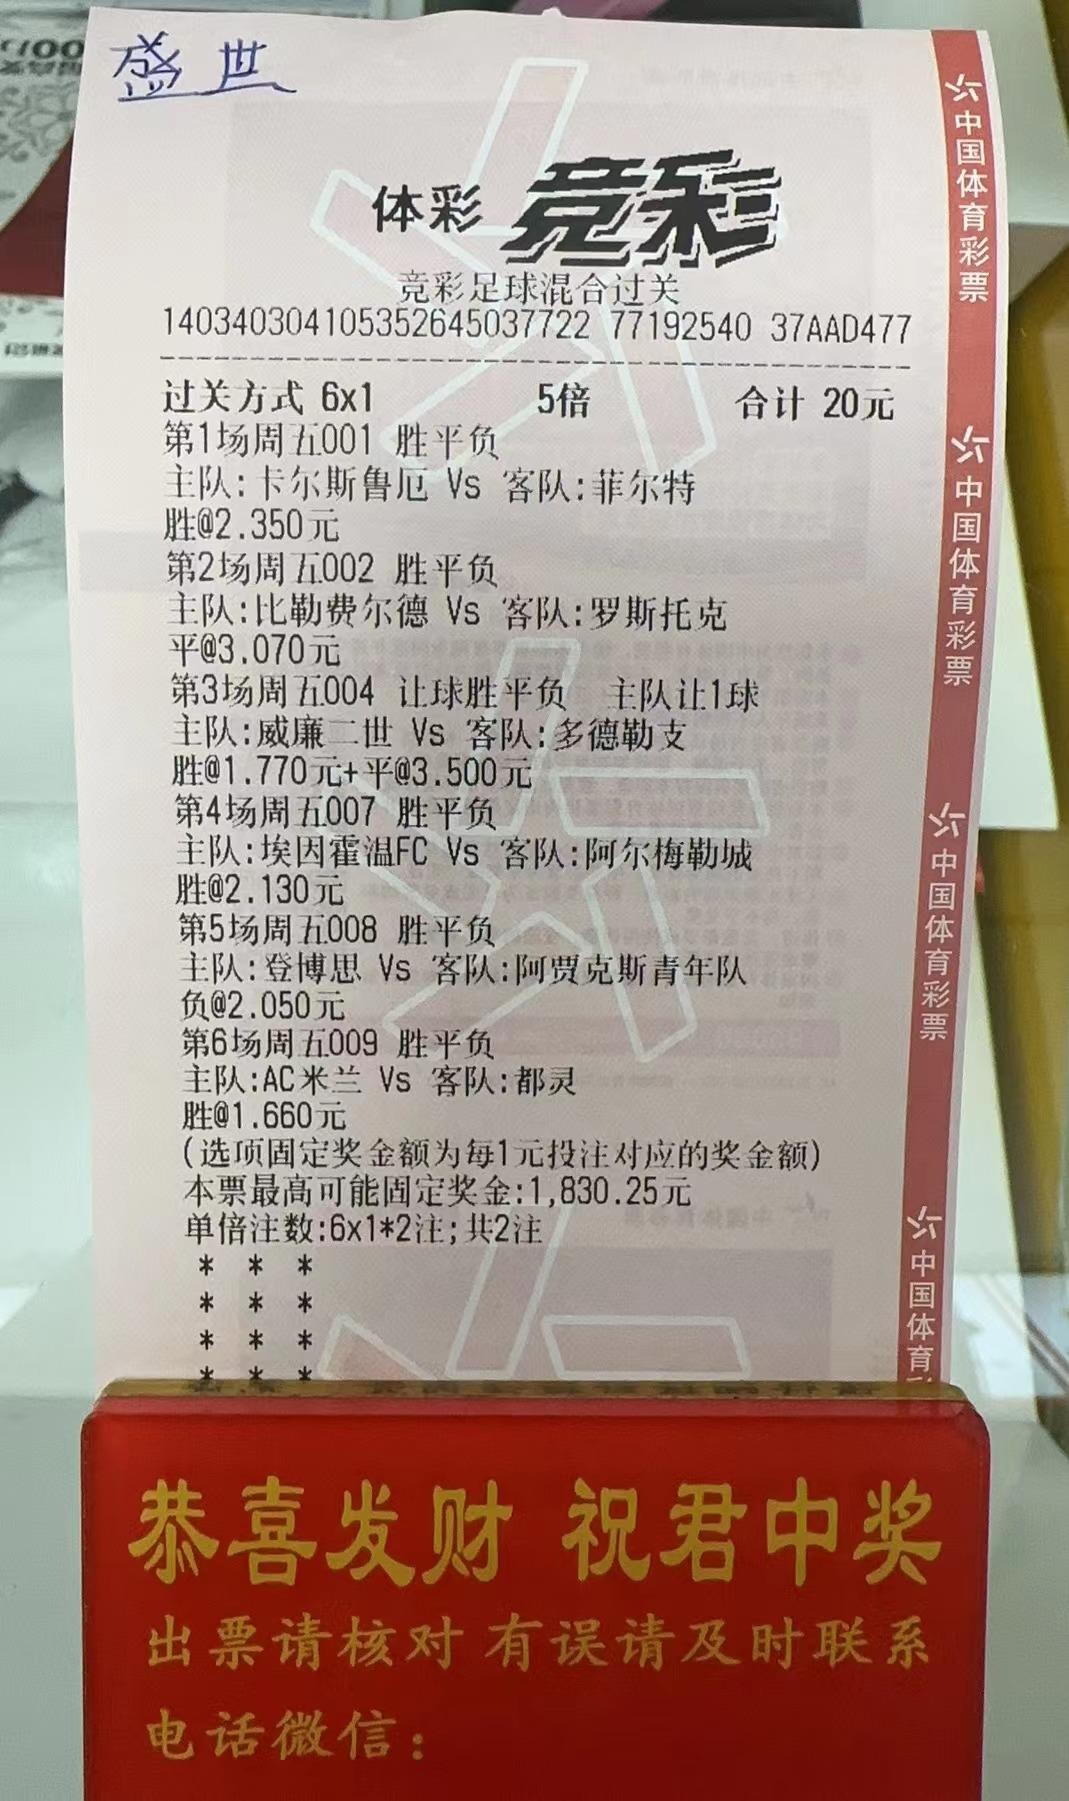 盛世
体彩 竞彩
竞彩足球混合过关
140340304105352645037722 77192540 37AAD477
过关方式 6x1 5倍 合计 20元
第1场周五001 胜平负
主队:卡尔斯鲁厄 Vs 客队:菲尔特
胜@2.350元
第2场周五002 胜平负
主队:比勒费尔德 Vs 客队:罗斯托克
平@3.070元
第3场周五004 让球胜平负 主队让1球
主队:威廉二世 Vs 客队:多德勒支
胜@1.770元+平@3.500元
第4场周五007 胜平负
主队:埃因霍温FC Vs 客队:阿尔梅勒城
胜@2.130元
第5场周五008 胜平负
主队:登博思 Vs 客队:阿贾克斯青年队
负@2.050元
第6场周五009 胜平负
主队:AC米兰 Vs 客队:都灵
胜@1.660元
(选项固定奖金额为每1元投注对应的奖金额)
本票最高可能固定奖金:1,830.25元
单倍注数:6x1*2注;共2注
* * *
* * *
* * *
* * *
中国体育彩票
中国体育彩票
中国体育彩票
中国体育
恭喜发财 祝君中奖
出票请核对 有误请及时联系
电话微信: